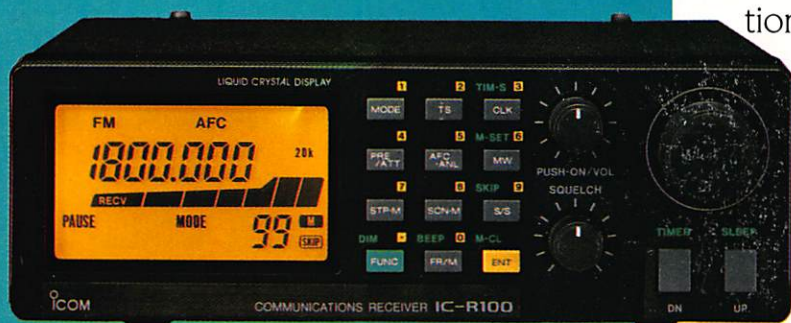 tion
LIQUID CRYSTAL DISPLAY
FM AFC
1800.000 20k
RECV
PAUSE MODE 99 M
SKIP
1 2 TIM-S 3
MODE TS CLK
4 5 M-SET 6
PRE/ATT AFC-ANL MW
7 8 SKIP 9
STP-M SCN-M S/S
DIM · BEEP 0 M-CL
FUNC FR/M ENT
PUSH-ON/VOL
SQUELCH
TIMER SLEEP
DN UP
ICOM COMMUNICATIONS RECEIVER IC-R100